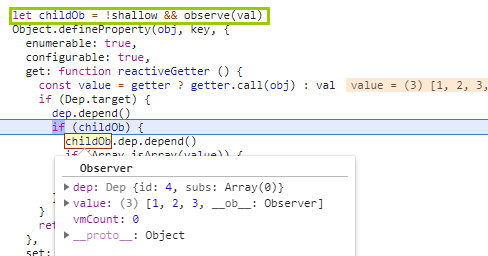 let childOb = !shallow && observe(val)
Object.defineProperty(obj, key, {
enumerable: true,
configurable: true,
get: function reactiveGetter () {
const value = getter ? getter.call(obj) : val value = (3) [1, 2, 3,
if (Dep.target) {
dep.depend()
if (childOb) {
childOb.dep.depend()
if (Array.isArray(value)) {
Observer
dep: Dep {id: 4, subs: Array(0)}
value: (3) [1, 2, 3, __ob__: Observer]
vmCount: 0
__proto__: Object
}
}
ret
},
set: